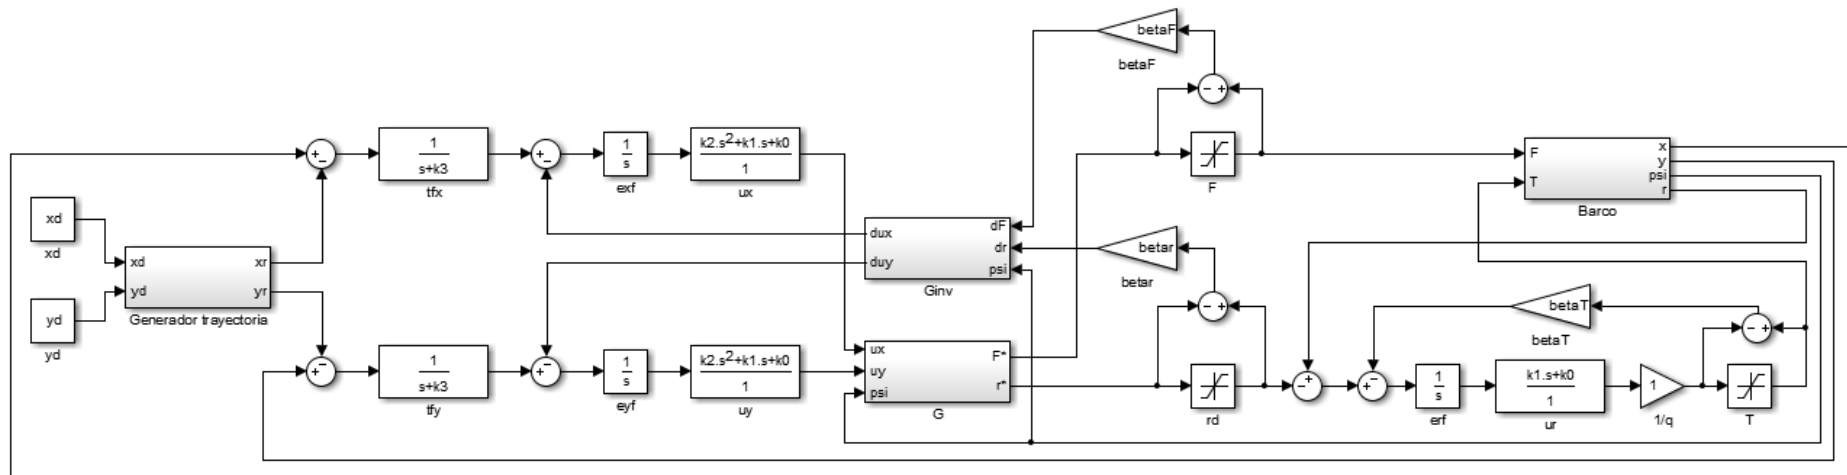 betaF
betaF
- +
F
T
x
y
psi
r
Barco
+ -
1
s+k3
tfx
+ -
1
s
exf
k2.s²+k1.s+k0
1
ux
F
xd
xd
yd
yd
xd
yd
xr
yr
Generador trayectoria
dux
duy
dF
dr
psi
Ginv
betar
betar
- +
betaT
betaT
- +
+ -
1
s+k3
tfy
+ -
1
s
eyf
k2.s²+k1.s+k0
1
uy
ux
uy
psi
F*
r*
G
rd
- +
+ -
1
s
erf
k1.s+k0
1
ur
1
1/q
T